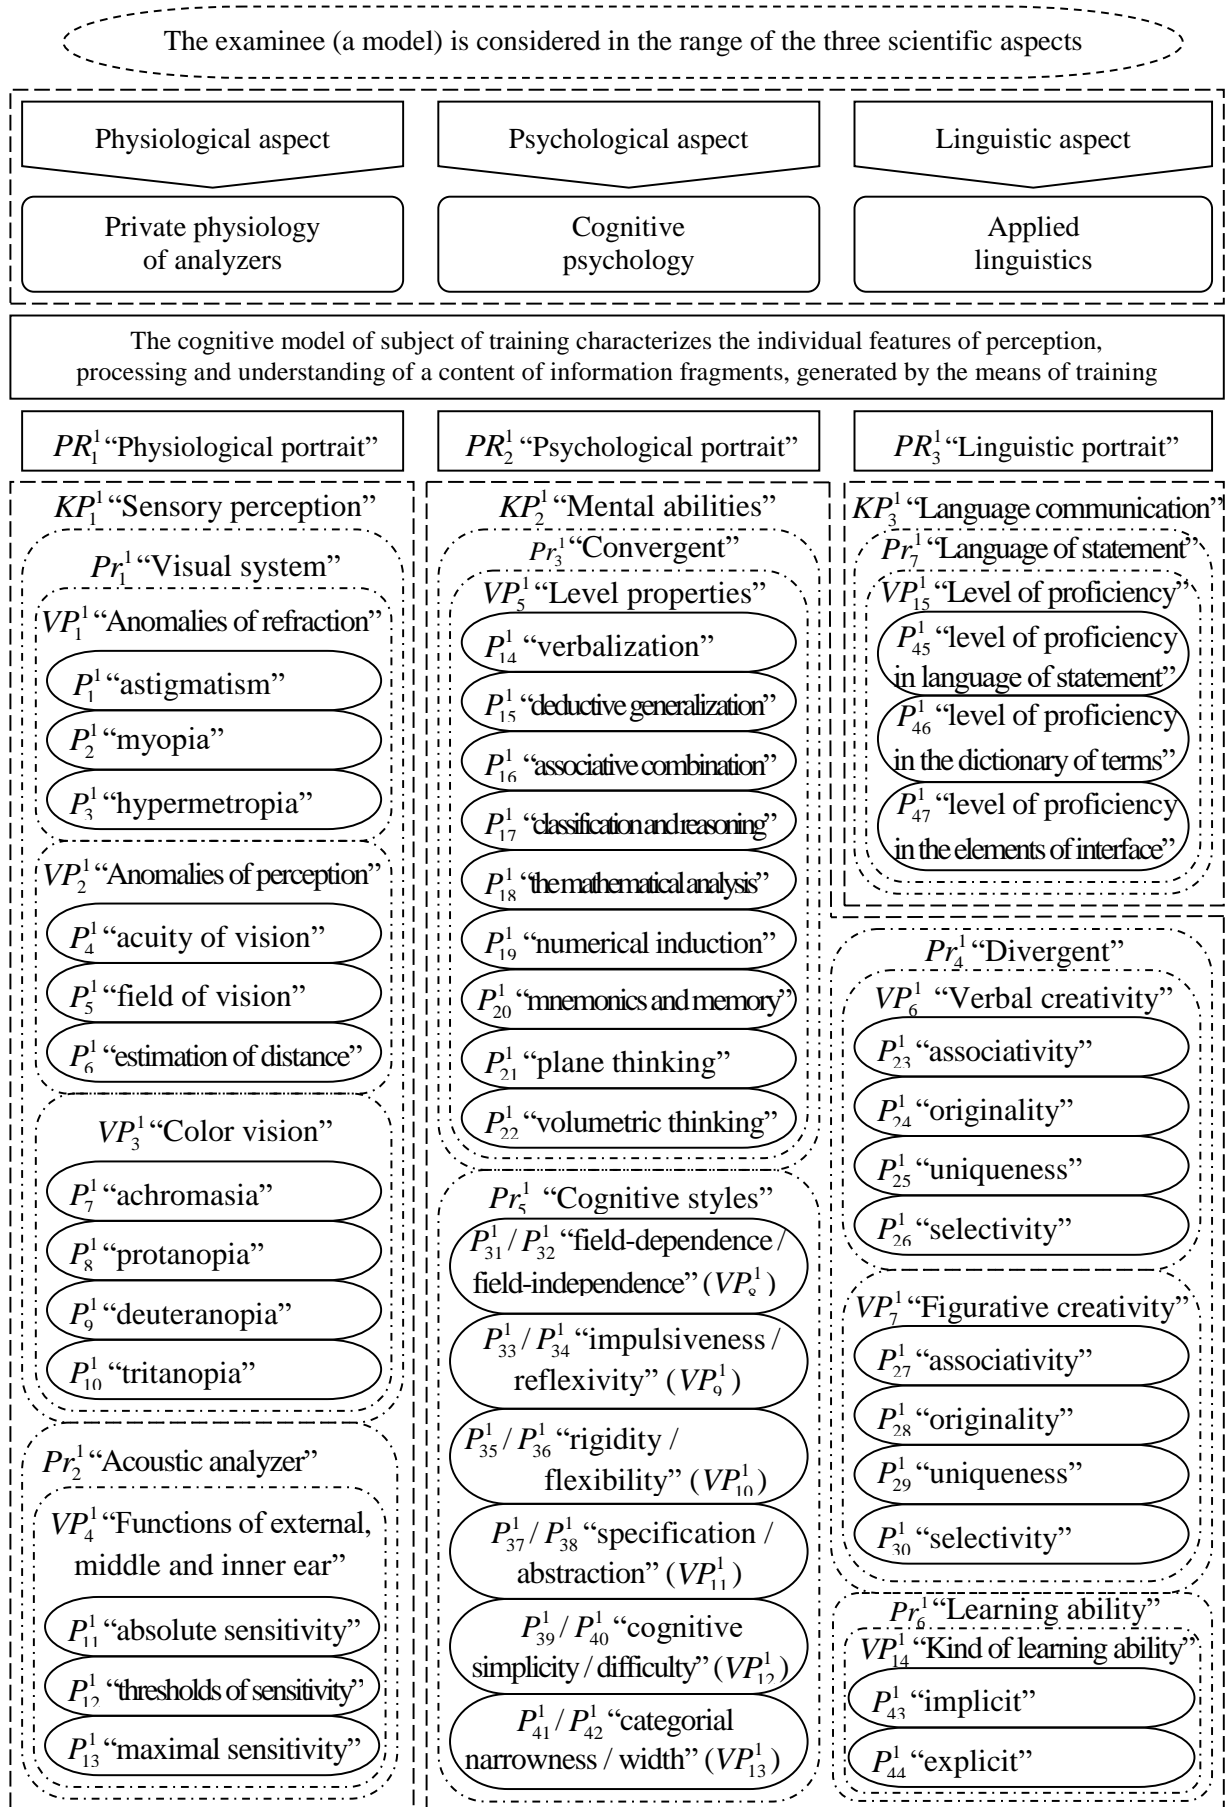 The examinee (a model) is considered in the range of the three scientific aspects
Physiological aspect
Psychological aspect
Linguistic aspect
Private physiology
of analyzers
Cognitive
psychology
Applied
linguistics
The cognitive model of subject of training characterizes the individual features of perception,
processing and understanding of a content of information fragments, generated by the means of training
PR₁¹ “Physiological portrait”
PR₂¹ “Psychological portrait”
PR₃¹ “Linguistic portrait”
KP₁¹ “Sensory perception”
Pr₁¹ “Visual system”
VP₁¹ “Anomalies of refraction”
P₁¹ “astigmatism”
P₂¹ “myopia”
P₃¹ “hypermetropia”
VP₂¹ “Anomalies of perception”
P₄¹ “acuity of vision”
P₅¹ “field of vision”
P₆¹ “estimation of distance”
VP₃¹ “Color vision”
P₇¹ “achromasia”
P₈¹ “protanopia”
P₉¹ “deuteranopia”
P₁₀¹ “tritanopia”
Pr₂¹ “Acoustic analyzer”
VP₄¹ “Functions of external,
middle and inner ear”
P₁₁¹ “absolute sensitivity”
P₁₂¹ “thresholds of sensitivity”
P₁₃¹ “maximal sensitivity”
KP₂¹ “Mental abilities”
Pr₃¹ “Convergent”
VP₅¹ “Level properties”
P₁₄¹ “verbalization”
P₁₅¹ “deductive generalization”
P₁₆¹ “associative combination”
P₁₇¹ “classification and reasoning”
P₁₈¹ “the mathematical analysis”
P₁₉¹ “numerical induction”
P₂₀¹ “mnemonics and memory”
P₂₁¹ “plane thinking”
P₂₂¹ “volumetric thinking”
Pr₅¹ “Cognitive styles”
P₃₁¹ / P₃₂¹ “field-dependence /
field-independence” (VP₈¹)
P₃₃¹ / P₃₄¹ “impulsiveness /
reflexivity” (VP₉¹)
P₃₅¹ / P₃₆¹ “rigidity /
flexibility” (VP₁₀¹)
P₃₇¹ / P₃₈¹ “specification /
abstraction” (VP₁₁¹)
P₃₉¹ / P₄₀¹ “cognitive
simplicity / difficulty” (VP₁₂¹)
P₄₁¹ / P₄₂¹ “categorial
narrowness / width” (VP₁₃¹)
KP₃¹ “Language communication”
Pr₇¹ “Language of statement”
VP₁₅¹ “Level of proficiency”
P₄₅¹ “level of proficiency
in language of statement”
P₄₆¹ “level of proficiency
in the dictionary of terms”
P₄₇¹ “level of proficiency
in the elements of interface”
Pr₄¹ “Divergent”
VP₆¹ “Verbal creativity”
P₂₃¹ “associativity”
P₂₄¹ “originality”
P₂₅¹ “uniqueness”
P₂₆¹ “selectivity”
VP₇¹ “Figurative creativity”
P₂₇¹ “associativity”
P₂₈¹ “originality”
P₂₉¹ “uniqueness”
P₃₀¹ “selectivity”
Pr₆¹ “Learning ability”
VP₁₄¹ “Kind of learning ability”
P₄₃¹ “implicit”
P₄₄¹ “explicit”